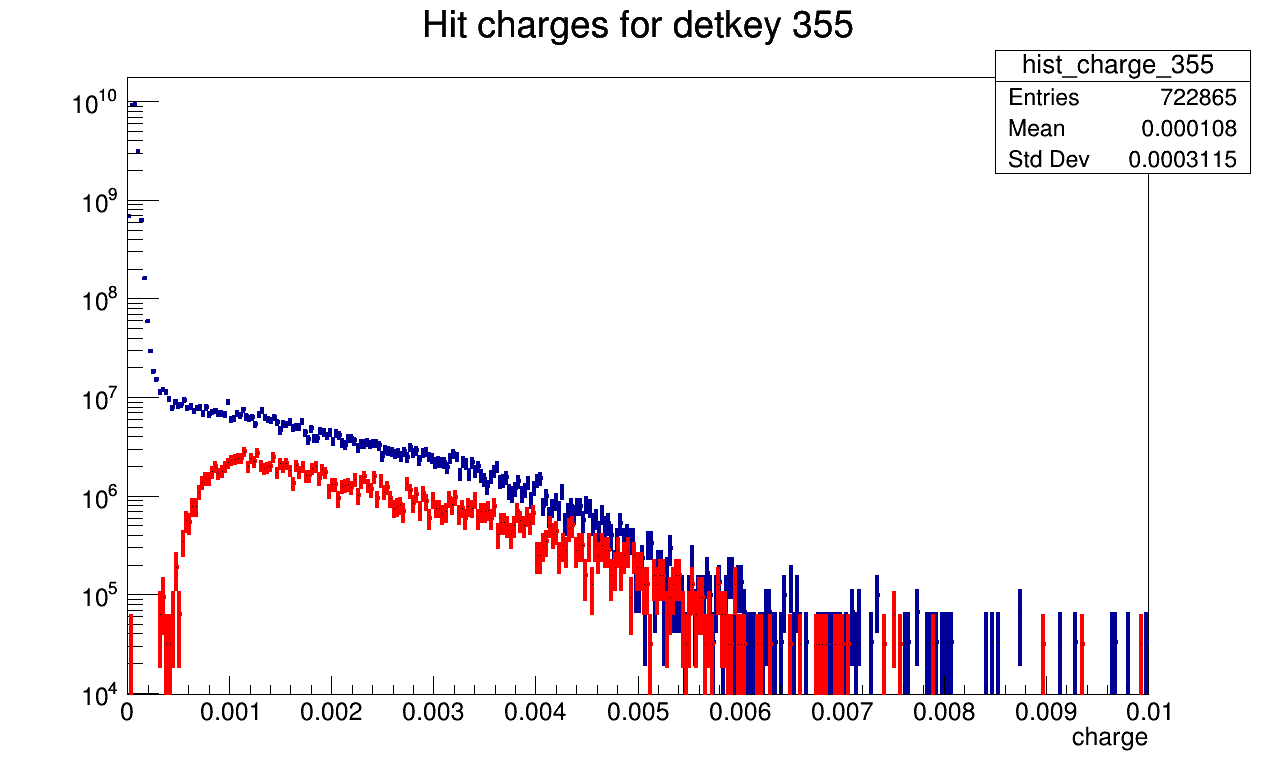 Hit charges for detkey 355
hist_charge_355
Entries 722865
Mean 0.000108
Std Dev 0.0003115
10^10
10^9
10^8
10^7
10^6
10^5
10^4
0 0.001 0.002 0.003 0.004 0.005 0.006 0.007 0.008 0.009 0.01
charge